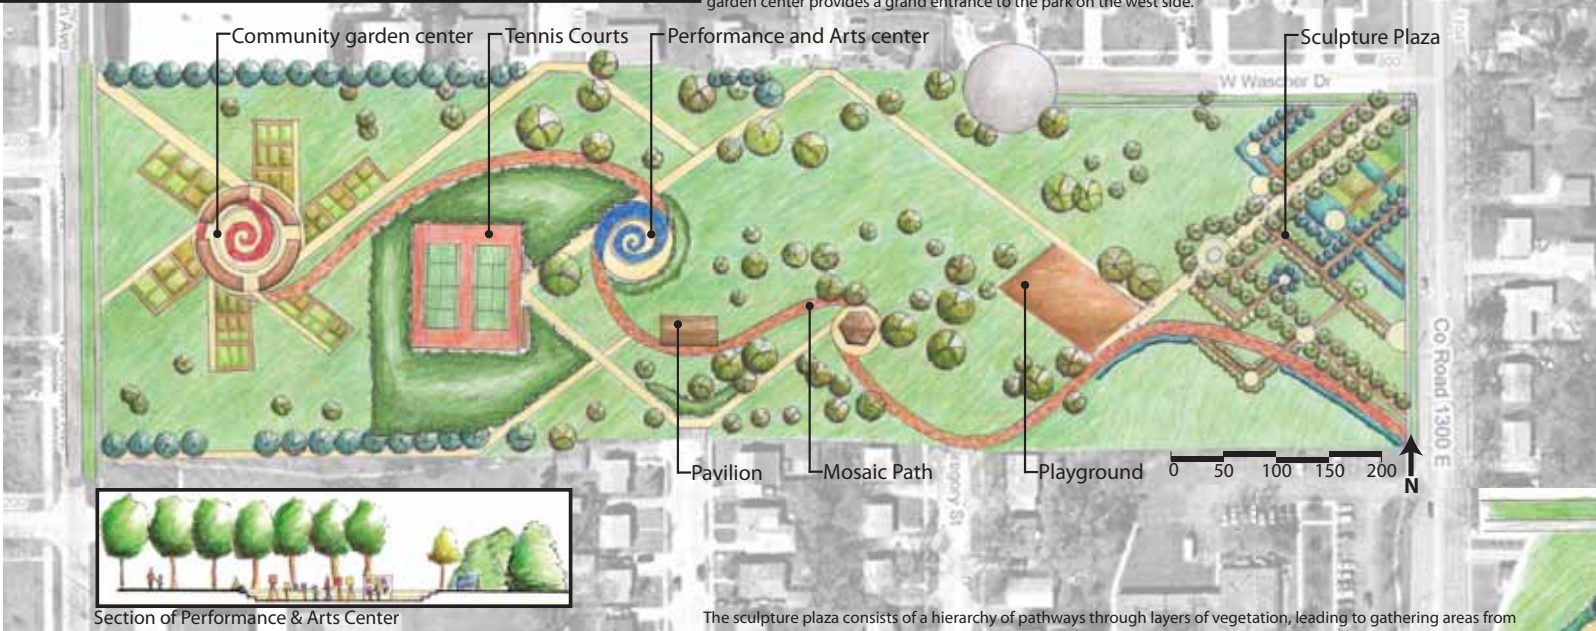 garden center provides a grand entrance to the park on the west side.
Community garden center
Tennis Courts
Performance and Arts center
Sculpture Plaza
W Wascher Dr
Co Road 1300 E
Pavilion
Mosaic Path
Playground
0 50 100 150 200
N
Section of Performance & Arts Center
The sculpture plaza consists of a hierarchy of pathways through layers of vegetation, leading to gathering areas from